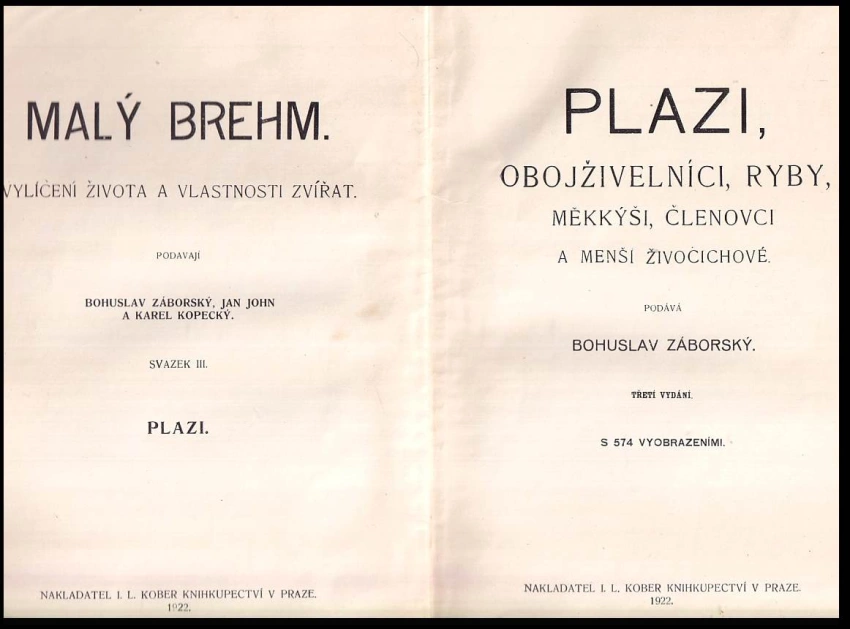 MALÝ BREHM.
VYLÍČENÍ ŽIVOTA A VLASTNOSTI ZVÍŘAT.
PODAVAJÍ
BOHUSLAV ZÁBORSKÝ, JAN JOHN
A KAREL KOPECKÝ.
SVAZEK III.
PLAZI.
NAKLADATEL I. L. KOBER KNIHKUPECTVÍ V PRAZE.
1922.
PLAZI,
OBOJŽIVELNÍCI, RYBY,
MĚKKÝŠI, ČLENOVCI
A MENŠÍ ŽIVOČICHOVÉ.
PODÁVÁ
BOHUSLAV ZÁBORSKÝ.
TŘETÍ VYDÁNÍ.
S 574 VYOBRAZENÍMI.
NAKLADATEL I. L. KOBER KNIHKUPECTVÍ V PRAZE.
1922.